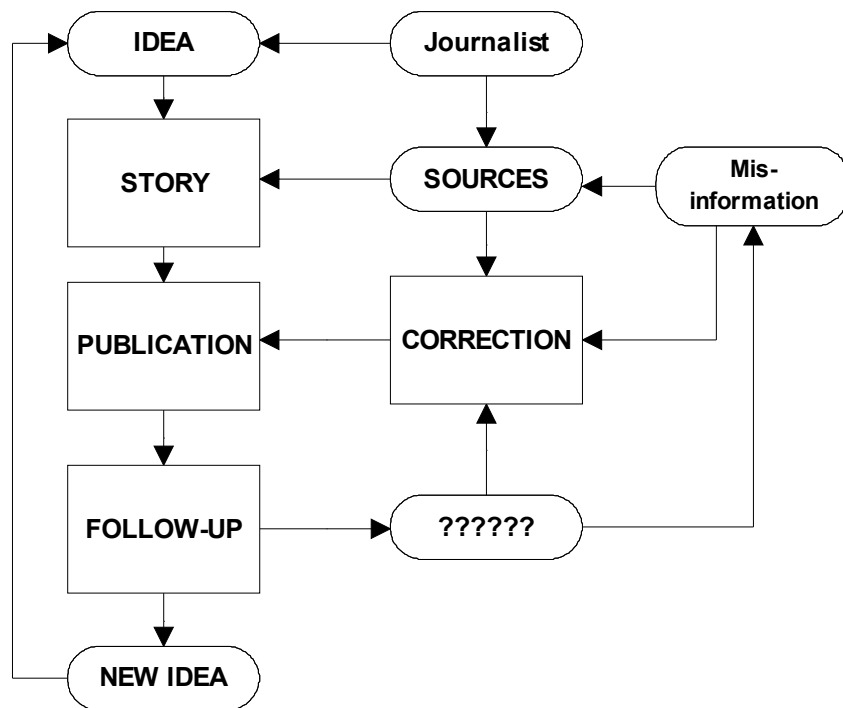 IDEA
Journalist
STORY
SOURCES
Mis-
information
PUBLICATION
CORRECTION
FOLLOW-UP
??????
NEW IDEA